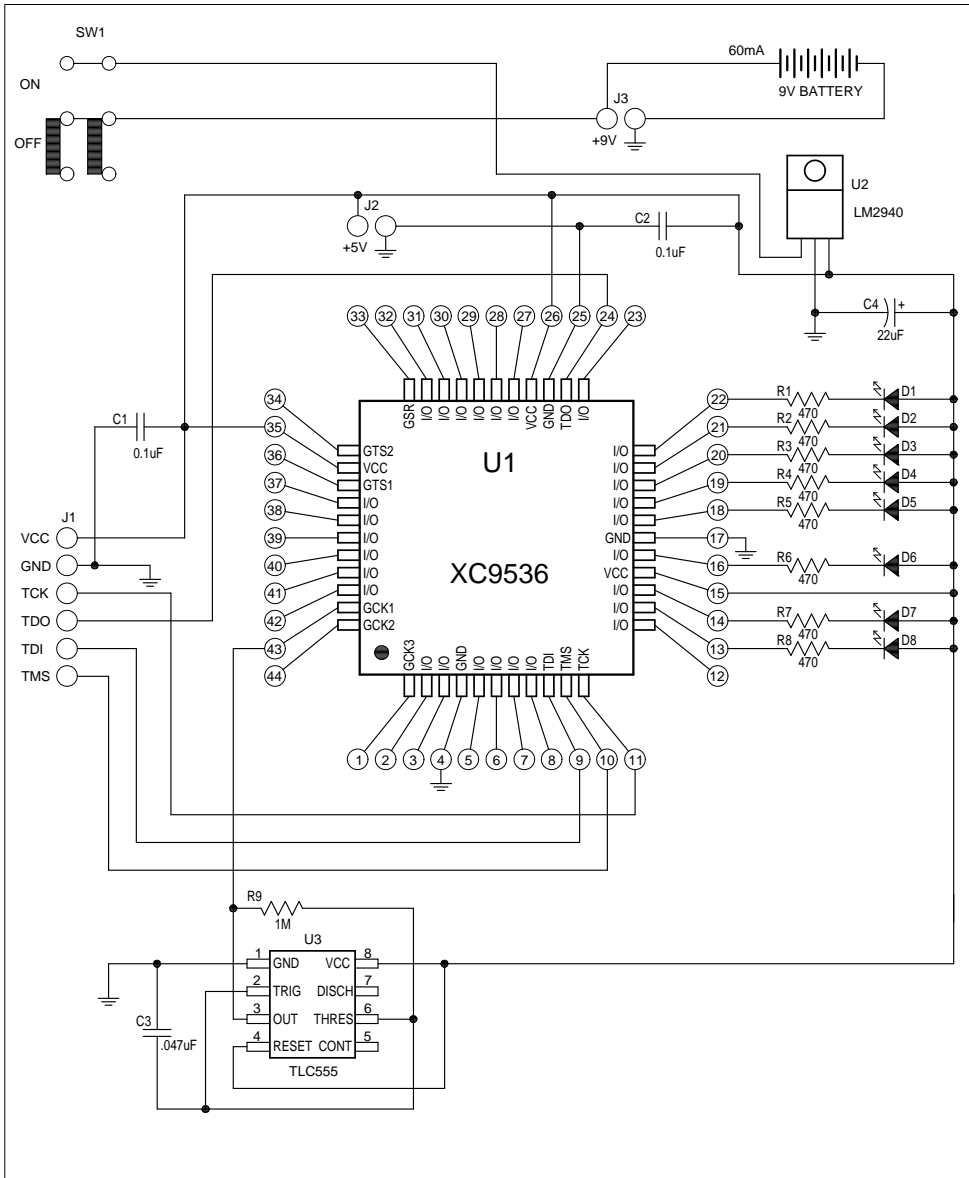 SW1
ON
OFF
60mA
9V BATTERY
J3
+9V
U2
LM2940
J2
+5V
C2
0.1uF
C4
+
22uF
33
32
31
30
29
28
27
26
25
24
23
GSR
I/O
I/O
I/O
I/O
I/O
I/O
VCC
GND
TDO
I/O
34
35
36
37
38
39
40
41
42
43
44
GTS2
VCC
GTS1
I/O
I/O
I/O
I/O
I/O
I/O
GCK1
GCK2
U1
XC9536
I/O
I/O
I/O
I/O
I/O
GND
I/O
VCC
I/O
I/O
I/O
22
21
20
19
18
17
16
15
14
13
12
R1
470
D1
R2
470
D2
R3
470
D3
R4
470
D4
R5
470
D5
R6
470
D6
R7
470
D7
R8
470
D8
C1
0.1uF
J1
VCC
GND
TCK
TDO
TDI
TMS
GCK3
I/O
I/O
GND
I/O
I/O
I/O
I/O
TDI
TMS
TCK
1
2
3
4
5
6
7
8
9
10
11
R9
1M
U3
1
GND
VCC
8
2
TRIG
DISCH
7
3
OUT
THRES
6
4
RESET
CONT
5
TLC555
C3
.047uF